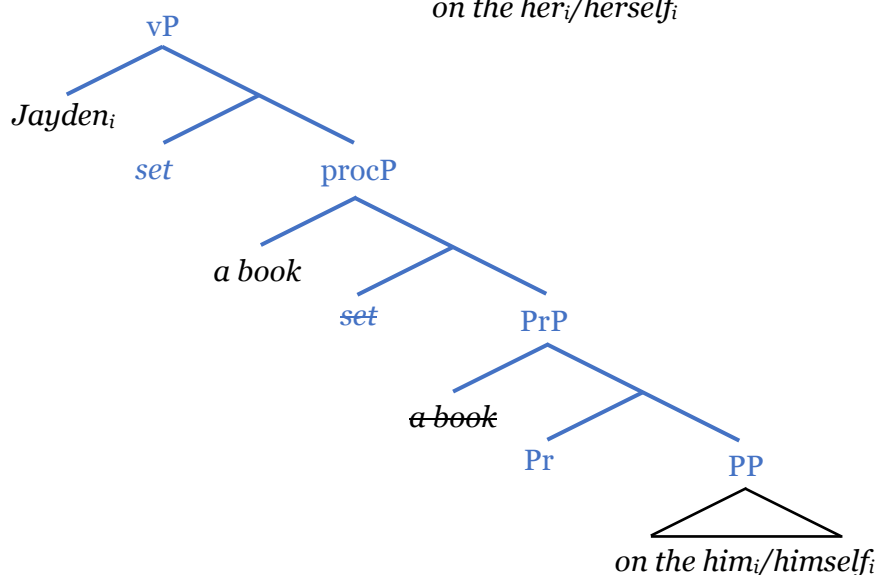 on the herᵢ/herselfᵢ
vP
Jaydenᵢ
set
procP
a book
set
PrP
a book
Pr
PP
on the himᵢ/himselfᵢ